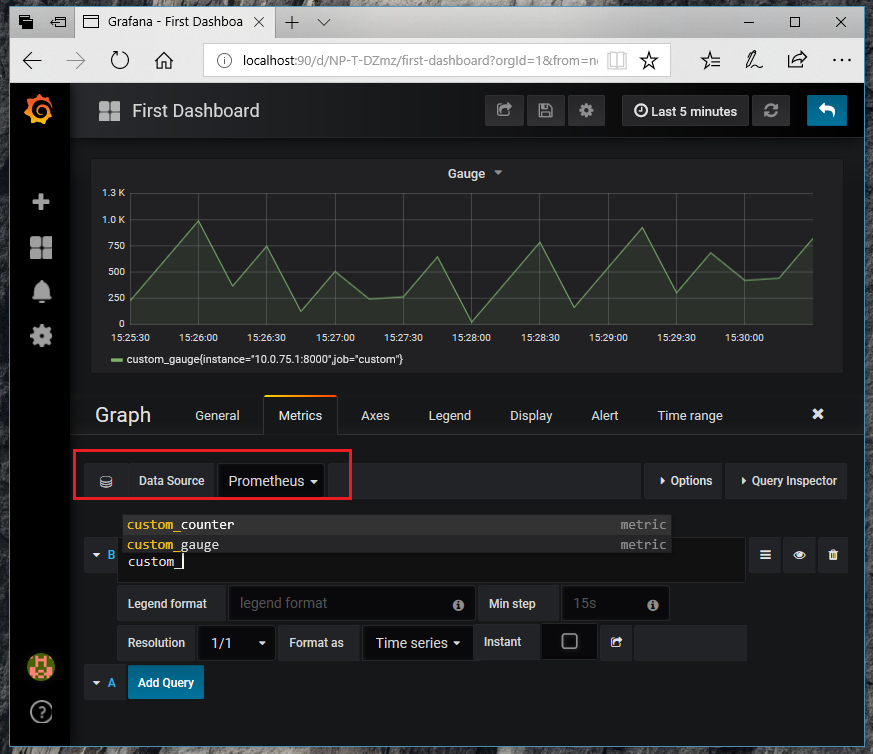 Grafana - First Dashboa
localhost:90/d/NP-T-DZmz/first-dashboard?orgId=1&from=n
First Dashboard
Last 5 minutes
Gauge
1.3 K
1.0 K
750
500
250
0
15:25:30 15:26:00 15:26:30 15:27:00 15:27:30 15:28:00 15:28:30 15:29:00 15:29:30 15:30:00
custom_gauge{instance="10.0.75.1:8000",job="custom"}
Graph General Metrics Axes Legend Display Alert Time range
Data Source Prometheus Options Query Inspector
custom_counter metric
custom_gauge metric
B custom_
Legend format legend format Min step 15s
Resolution 1/1 Format as Time series Instant
A Add Query